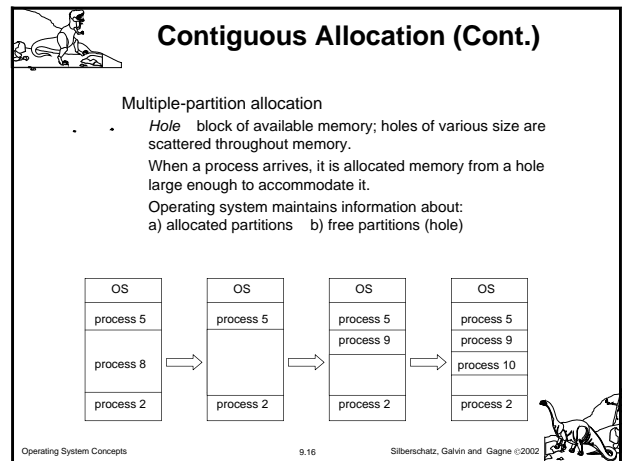 Contiguous Allocation (Cont.)
Multiple-partition allocation
Hole block of available memory; holes of various size are
scattered throughout memory.
When a process arrives, it is allocated memory from a hole
large enough to accommodate it.
Operating system maintains information about:
a) allocated partitions b) free partitions (hole)
OS
process 5
process 8
process 2
OS
process 5
process 2
OS
process 5
process 9
process 2
OS
process 5
process 9
process 10
process 2
Operating System Concepts
9.16
Silberschatz, Galvin and Gagne ©2002